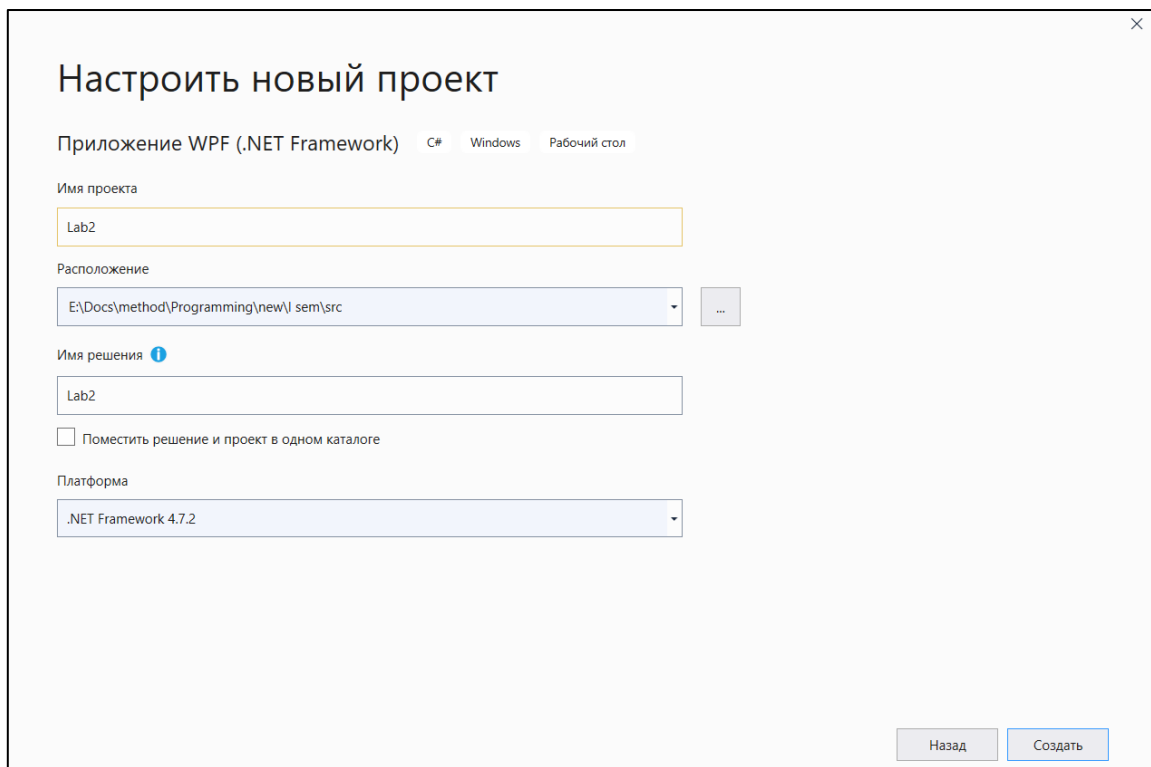 Настроить новый проект
Приложение WPF (.NET Framework) C# Windows Рабочий стол
Имя проекта
Lab2
Расположение
E:\Docs\method\Programming\new\I sem\src
...
Имя решения
Lab2
Поместить решение и проект в одном каталоге
Платформа
.NET Framework 4.7.2
Назад Создать